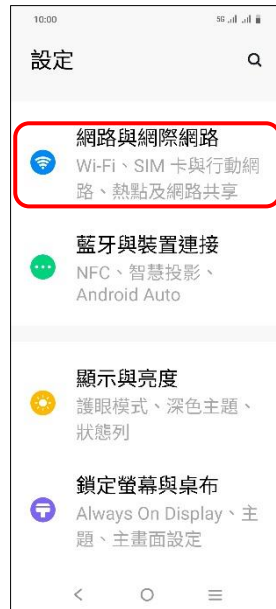 10:00
5G
設定
網路與網際網路
Wi-Fi、SIM 卡與行動網
路、熱點及網路共享
藍牙與裝置連接
NFC、智慧投影、
Android Auto
顯示與亮度
護眼模式、深色主題、
狀態列
鎖定螢幕與桌布
Always On Display、主
題、主畫面設定